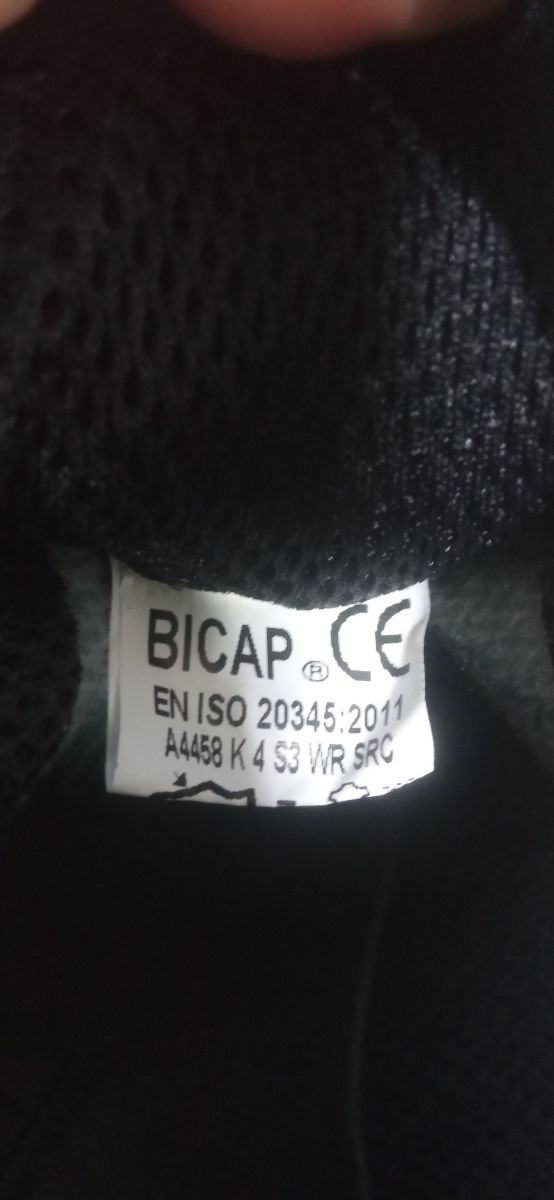 BICAP ® CE
EN ISO 20345:2011
A4458 K 4 S3 WR SRC